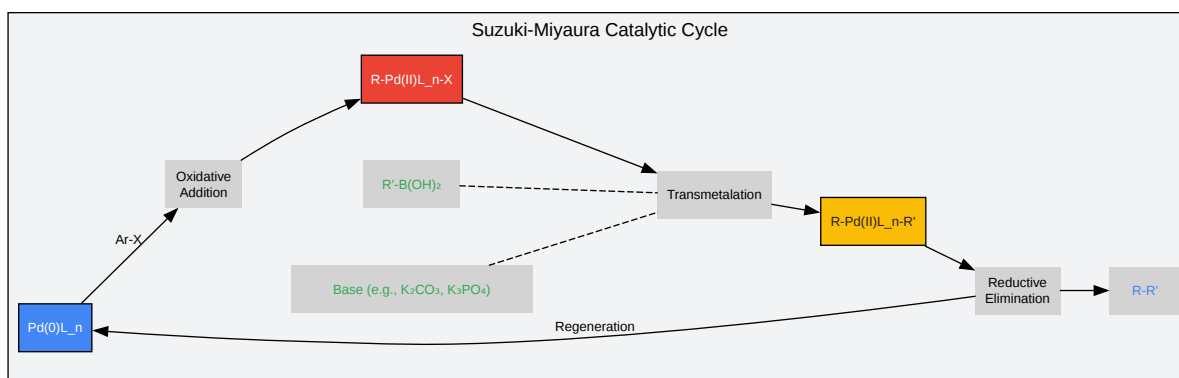 Suzuki-Miyaura Catalytic Cycle
R-Pd(II)L_n-X
Oxidative
Addition
R'-B(OH)₂
Transmetalation
R-Pd(II)L_n-R'
Ar-X
Base (e.g., K₂CO₃, K₃PO₄)
Reductive
Elimination
R-R'
Pd(0)L_n
Regeneration